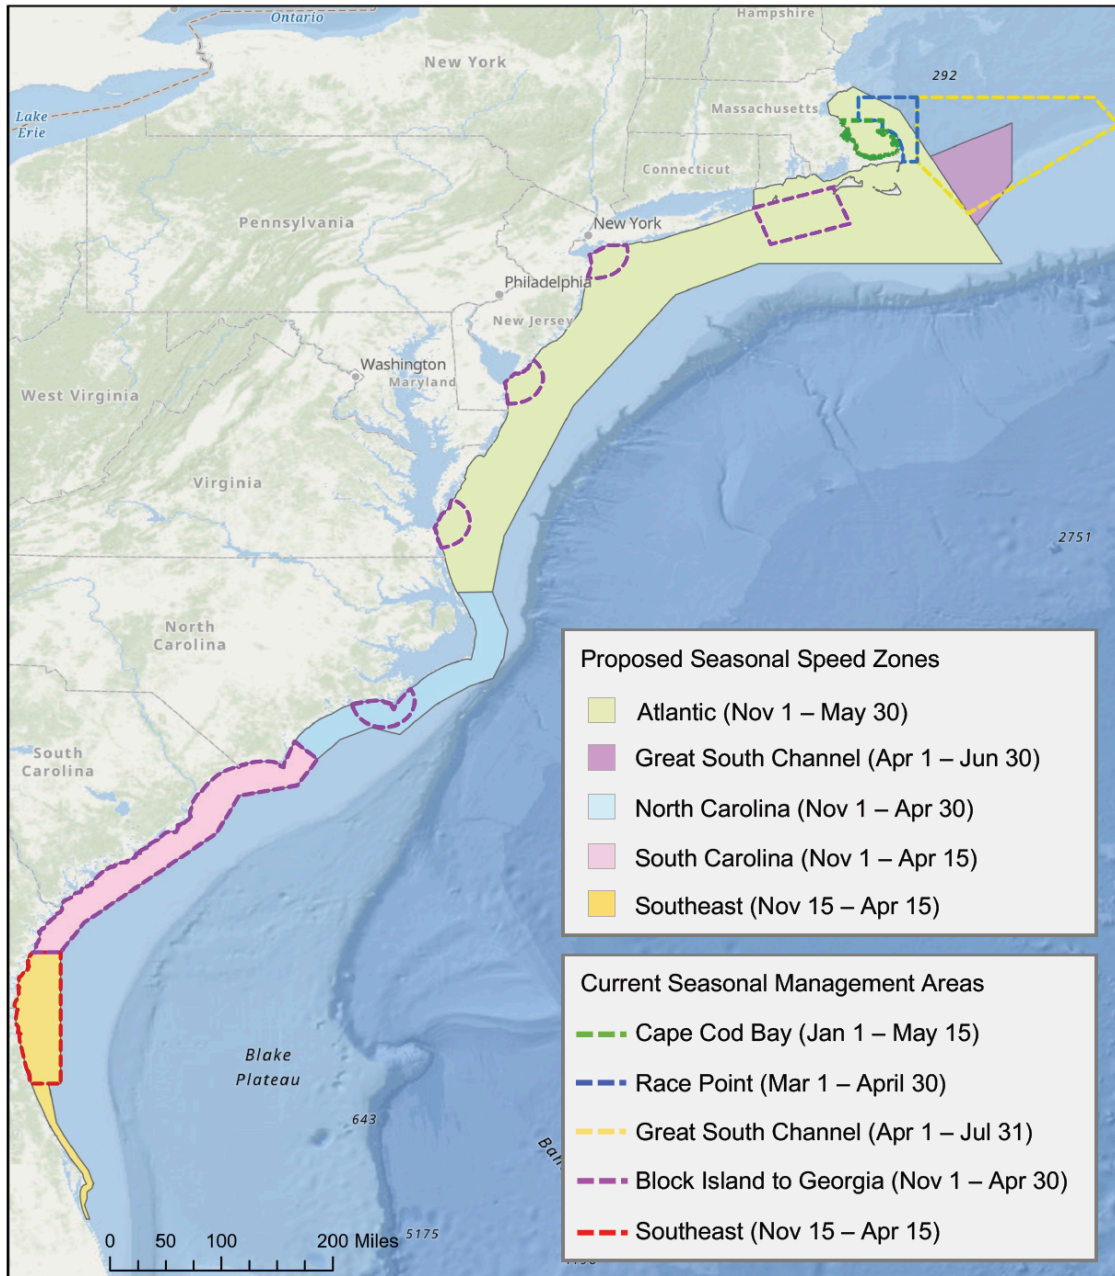 Ontario
Hampshire
New York
292
Massachusetts
Lake
Erie
Connecticut
Pennsylvania
New York
Philadelphia
New Jersey
Washington
Maryland
West Virginia
Virginia
2751
North
Carolina
South
Carolina
Proposed Seasonal Speed Zones
Atlantic (Nov 1 – May 30)
Great South Channel (Apr 1 – Jun 30)
North Carolina (Nov 1 – Apr 30)
South Carolina (Nov 1 – Apr 15)
Southeast (Nov 15 – Apr 15)
Current Seasonal Management Areas
Cape Cod Bay (Jan 1 – May 15)
Race Point (Mar 1 – April 30)
Great South Channel (Apr 1 – Jul 31)
Block Island to Georgia (Nov 1 – Apr 30)
Southeast (Nov 15 – Apr 15)
Blake
Plateau
643
5175
0 50 100 200 Miles